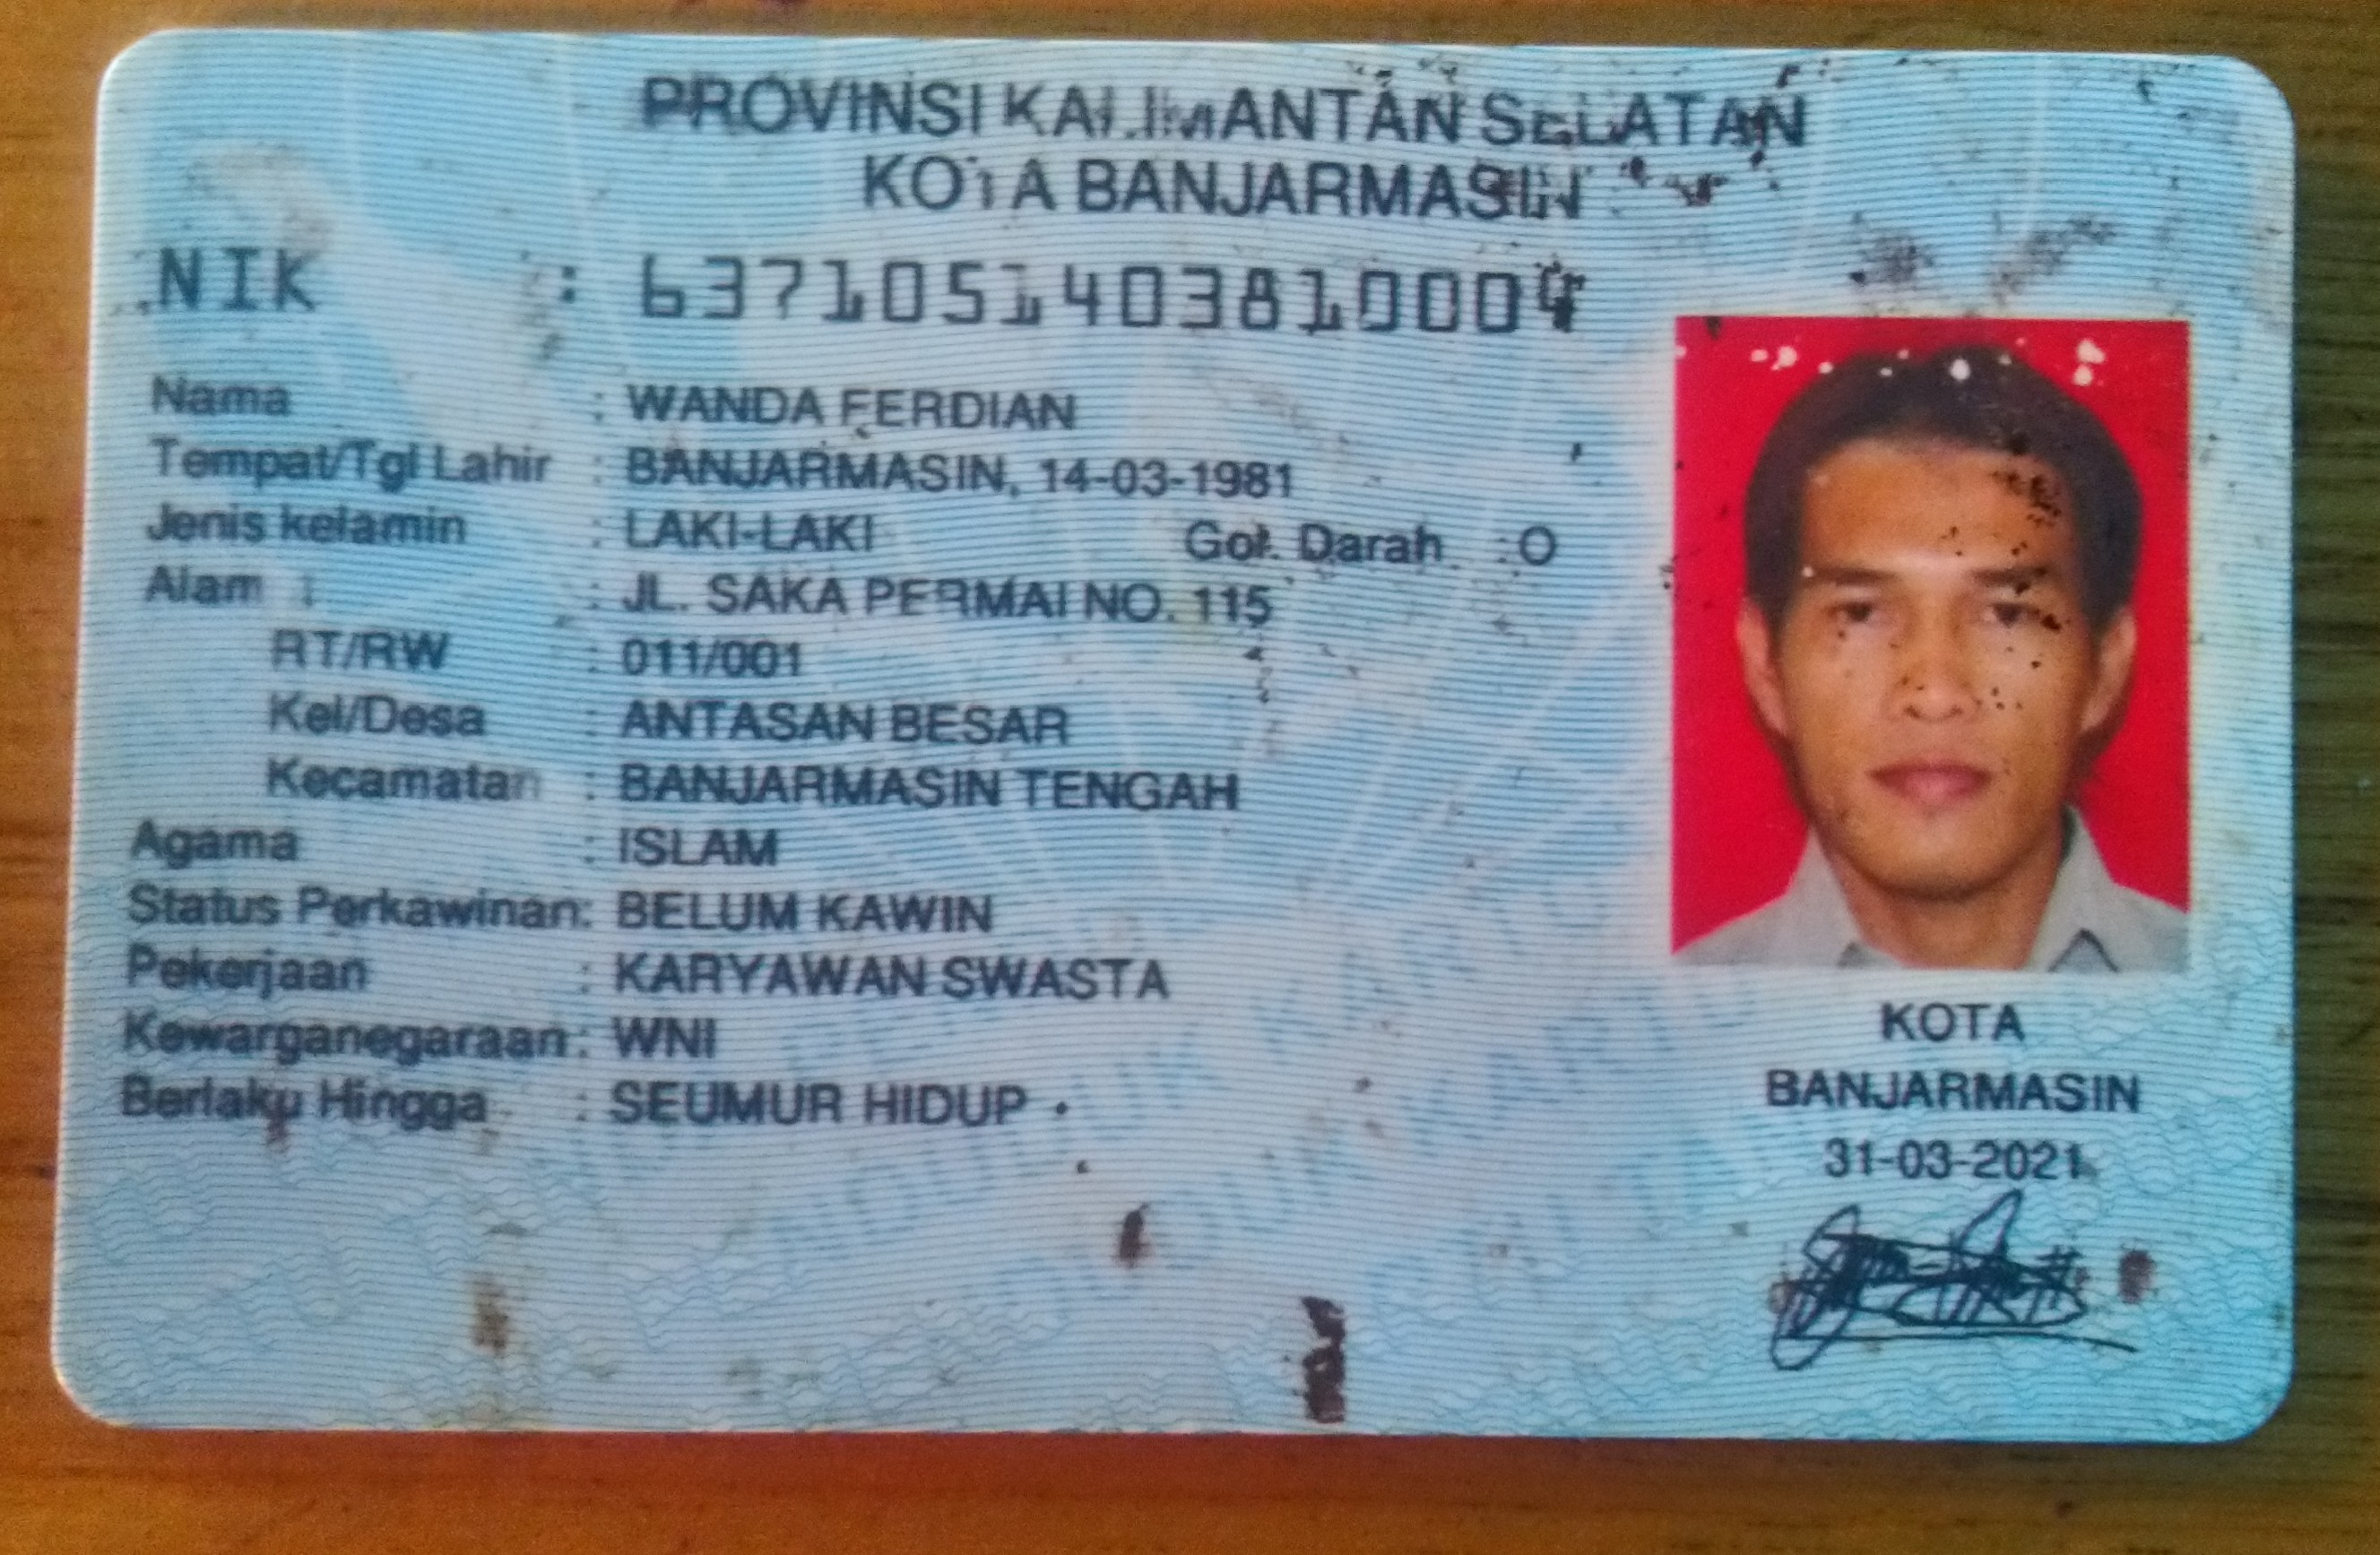 PROVINSI KALIMANTAN SELATAN
KOTA BANJARMASIN
NIK : 6371051403810004
Nama : WANDA FERDIAN
Tempat/Tgl Lahir : BANJARMASIN, 14-03-1981
Jenis kelamin : LAKI-LAKI Gol. Darah : O
Alamat : JL. SAKA PERMAI NO. 115
RT/RW : 011/001
Kel/Desa : ANTASAN BESAR
Kecamatan : BANJARMASIN TENGAH
Agama : ISLAM
Status Perkawinan: BELUM KAWIN
Pekerjaan : KARYAWAN SWASTA
Kewarganegaraan: WNI
Berlaku Hingga : SEUMUR HIDUP
KOTA
BANJARMASIN
31-03-2021